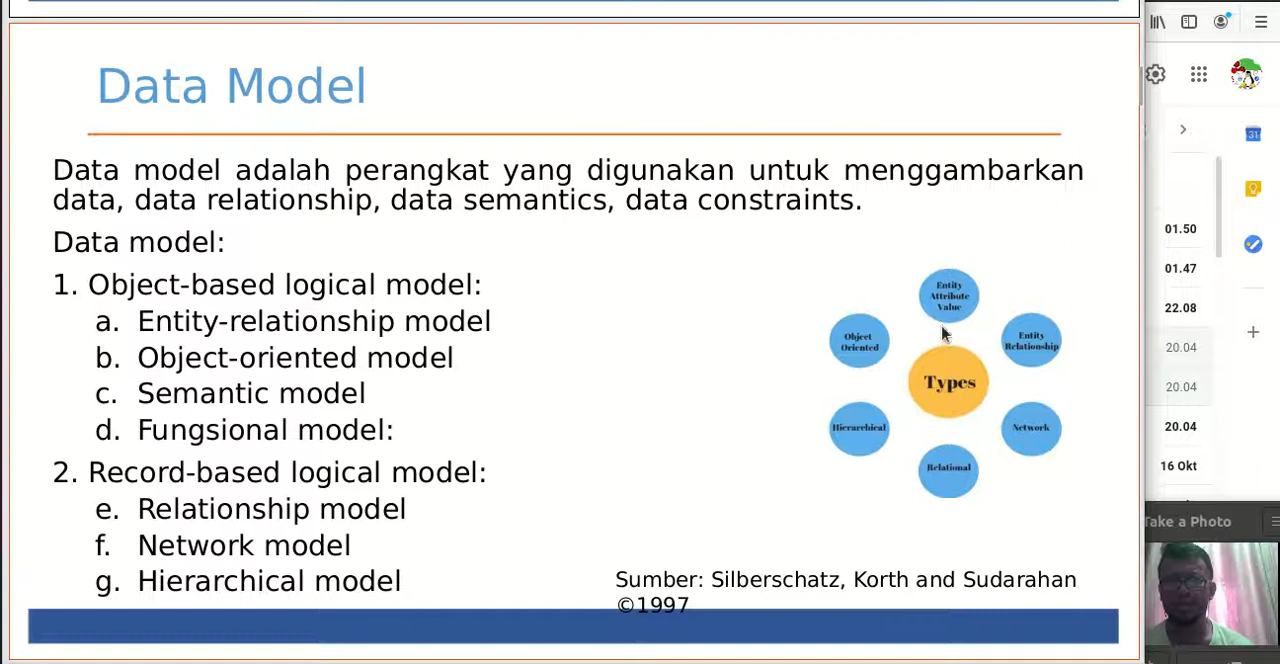 Data Model
Data model adalah perangkat yang digunakan untuk menggambarkan
data, data relationship, data semantics, data constraints.
Data model:
1. Object-based logical model:
a. Entity-relationship model
b. Object-oriented model
c. Semantic model
d. Fungsional model:
2. Record-based logical model:
e. Relationship model
f. Network model
g. Hierarchical model
Entity
Attribute
Value
Object
Oriented
Entity
Relationship
Types
Hierarchical
Network
Relational
Sumber: Silberschatz, Korth and Sudarahan
©1997
31
01.50
01.47
22.08
20.04
20.04
20.04
16 Okt
Take a Photo